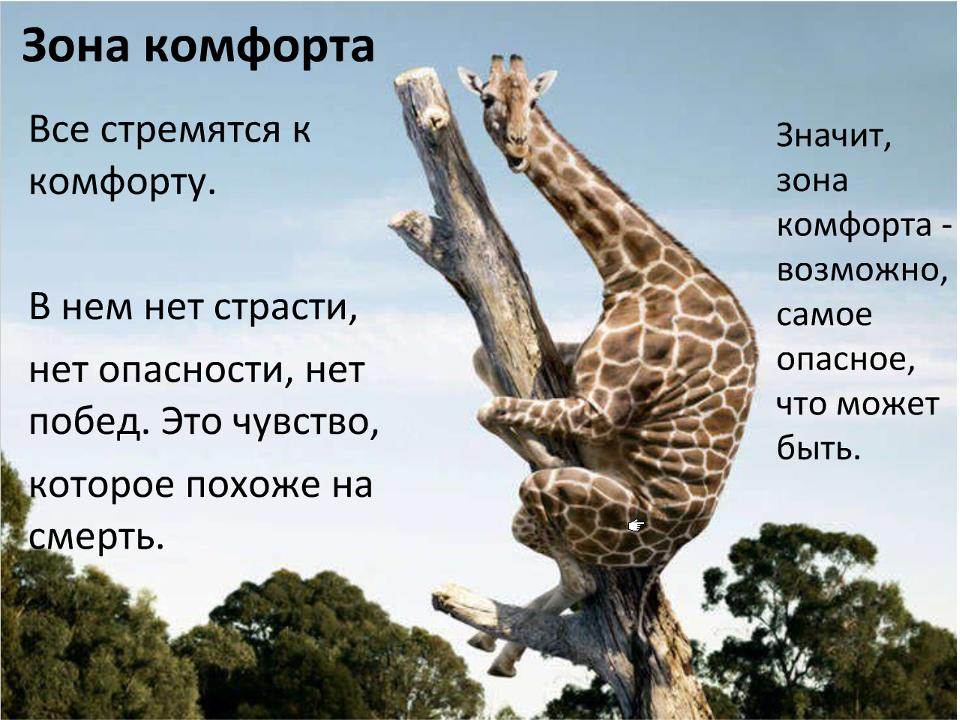 Зона комфорта
Все стремятся к
комфорту.
В нем нет страсти,
нет опасности, нет
побед. Это чувство,
которое похоже на
смерть.
Значит,
зона
комфорта -
возможно,
самое
опасное,
что может
быть.